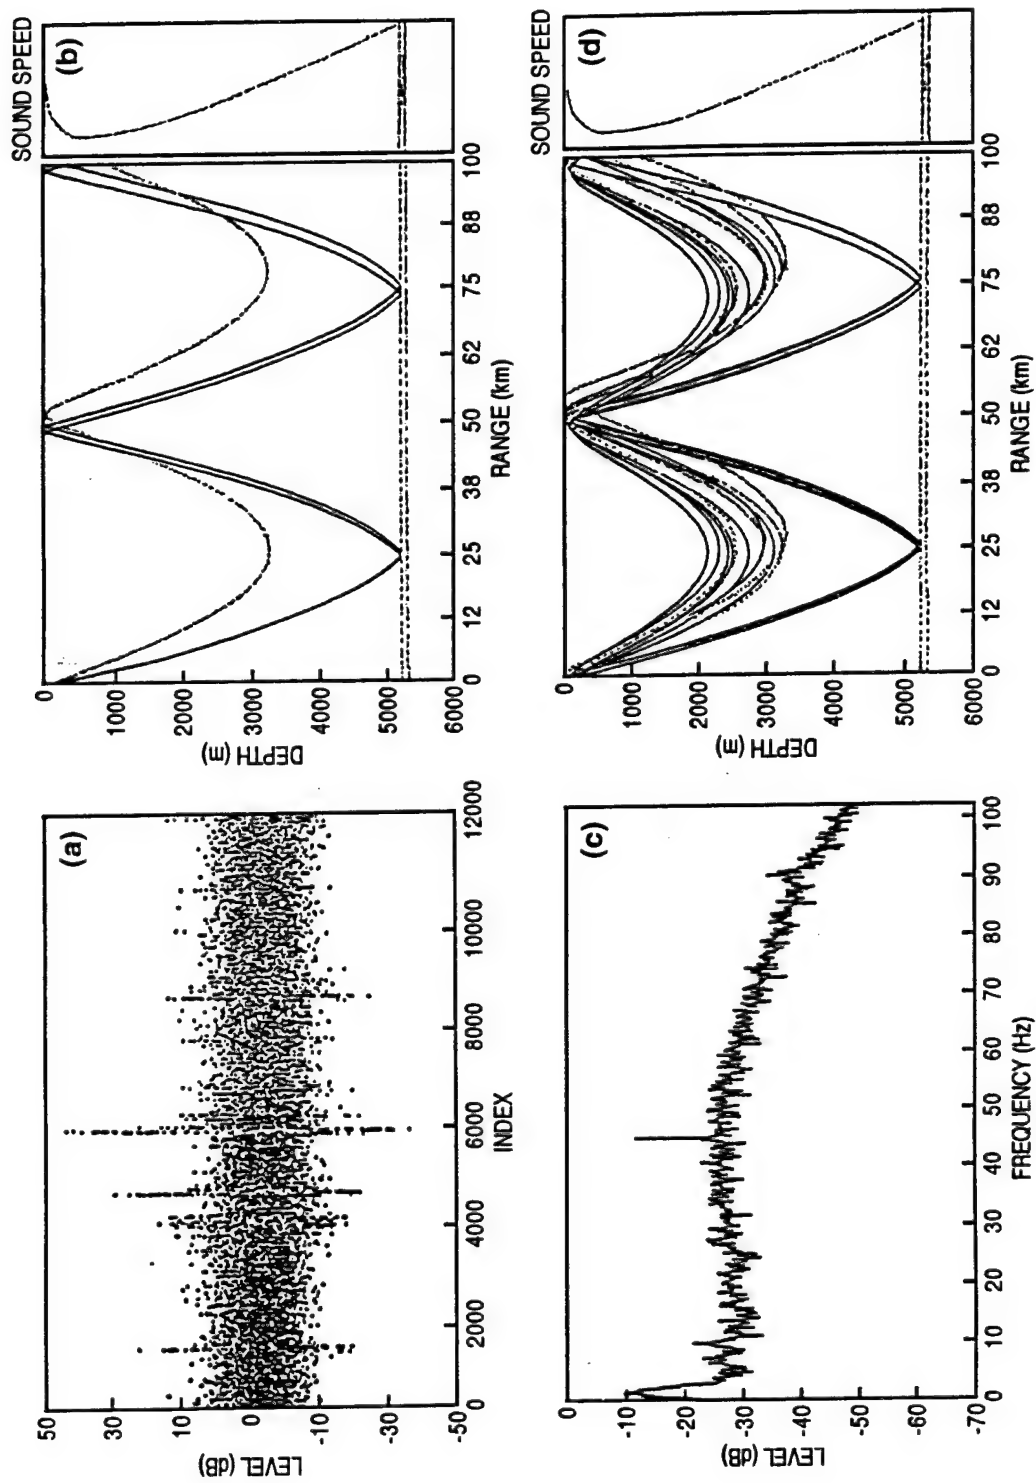 (a)
LEVEL (dB)
50
30
10
0
-10
-30
-50
0 2000 4000 6000 8000 10000 12000
INDEX
(b)
SOUND SPEED
DEPTH (m)
0
1000
2000
3000
4000
5000
6000
0 12 25 38 50 62 75 88 100
RANGE (km)
(c)
LEVEL (dB)
0
-10
-20
-30
-40
-50
-60
-70
0 10 20 30 40 50 60 70 80 90 100
FREQUENCY (Hz)
(d)
SOUND SPEED
DEPTH (m)
0
1000
2000
3000
4000
5000
6000
0 12 25 38 50 62 75 88 100
RANGE (km)